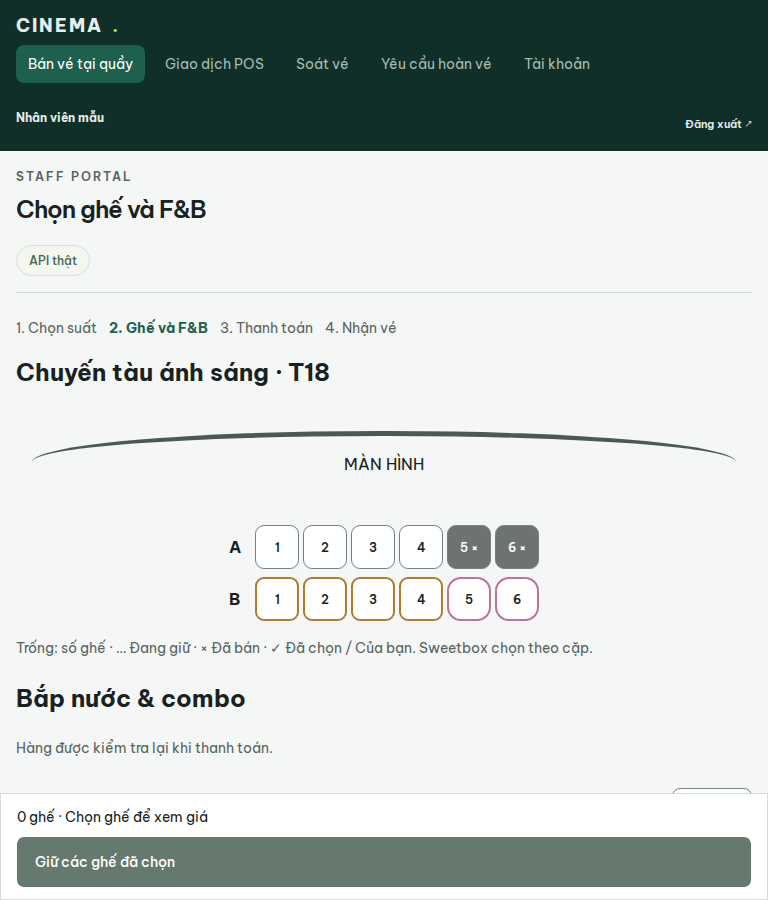 CINEMA .
Bán vé tại quầy Giao dịch POS Soát vé Yêu cầu hoàn vé Tài khoản
Nhân viên mẫu
Đăng xuất ↗
STAFF PORTAL
Chọn ghế và F&B
API thật
1. Chọn suất 2. Ghế và F&B 3. Thanh toán 4. Nhận vé
Chuyến tàu ánh sáng · T18
MÀN HÌNH
A 1 2 3 4 5 × 6 ×
B 1 2 3 4 5 6
Trống: số ghế · … Đang giữ · × Đã bán · ✓ Đã chọn / Của bạn. Sweetbox chọn theo cặp.
Bắp nước & combo
Hàng được kiểm tra lại khi thanh toán.
0 ghế · Chọn ghế để xem giá
Giữ các ghế đã chọn